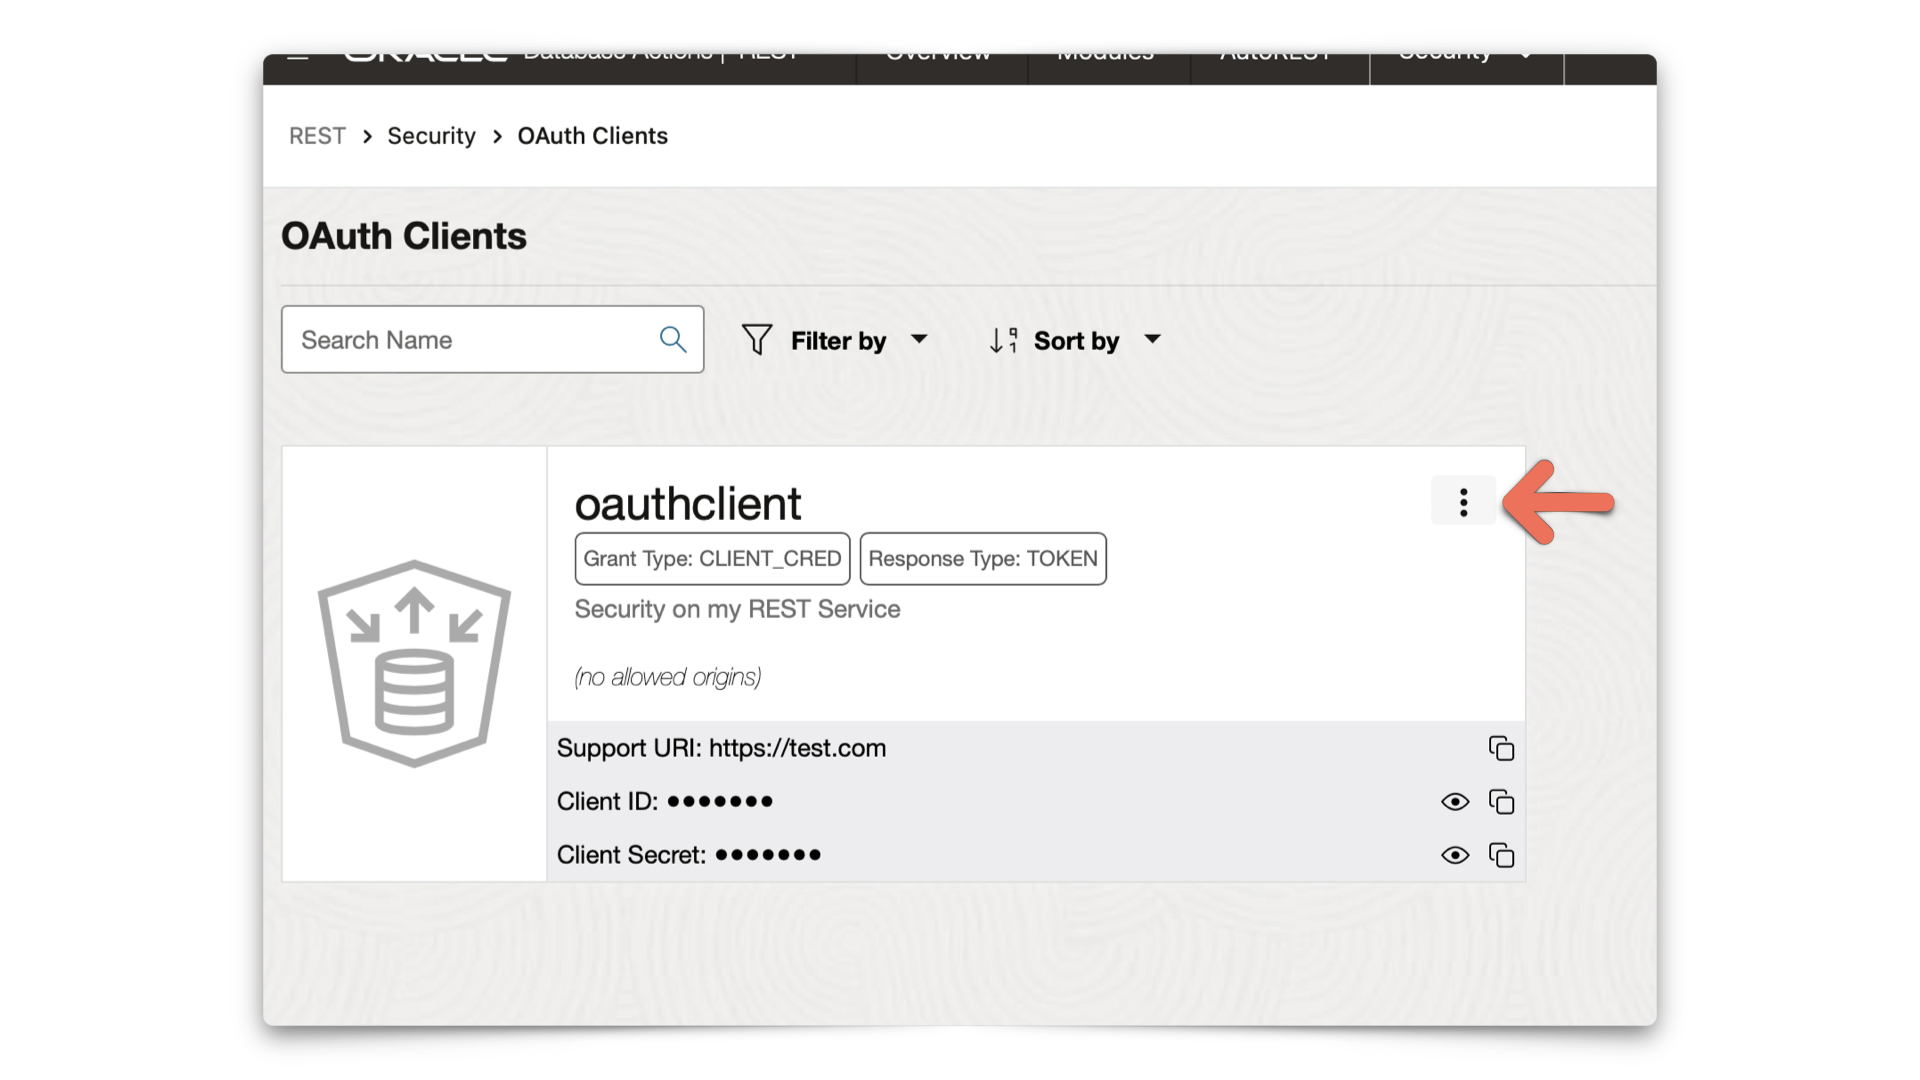 ORACLE Database Actions | REST Overview Modules AutoREST Security
REST > Security > OAuth Clients
OAuth Clients
Search Name Filter by Sort by
oauthclient
Grant Type: CLIENT_CRED Response Type: TOKEN
Security on my REST Service
(no allowed origins)
Support URI: https://test.com
Client ID: •••••••
Client Secret: •••••••